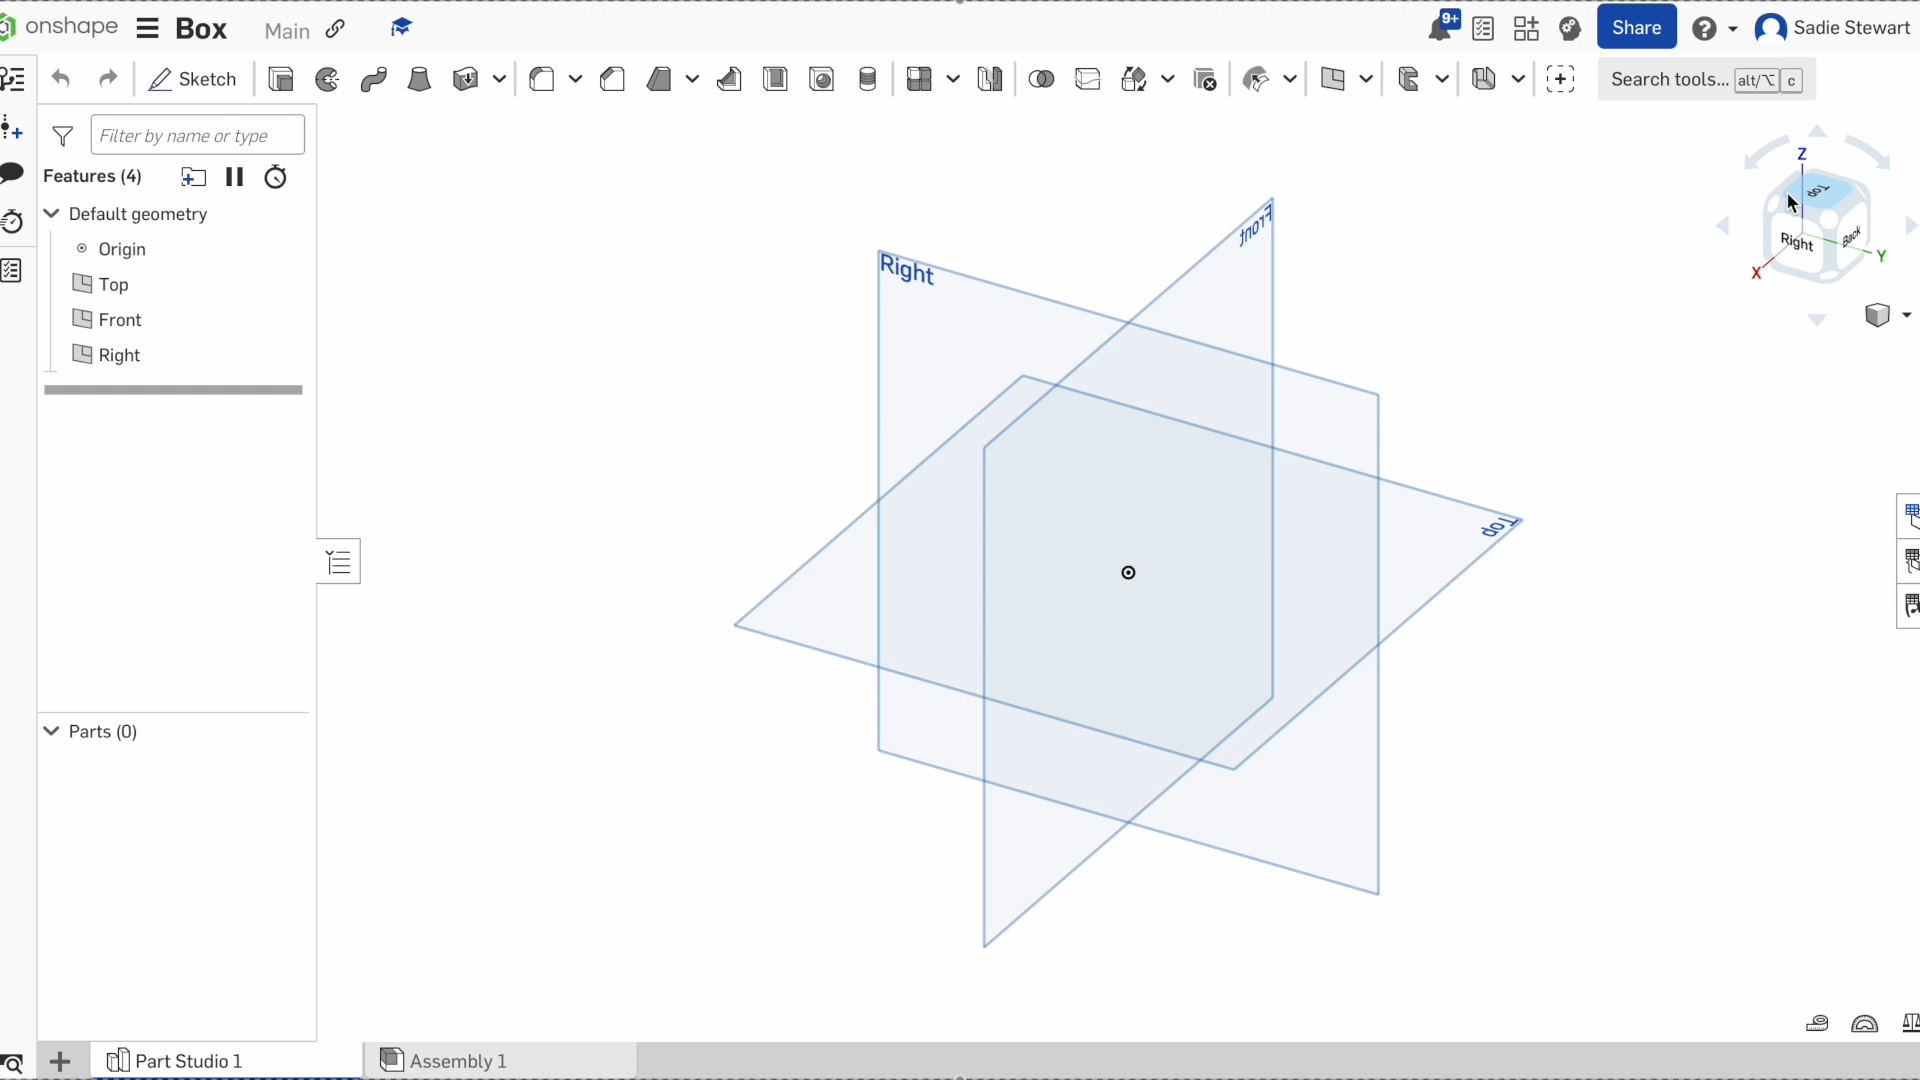 onshape Box Main 9+ Share Sadie Stewart
Sketch Search tools... alt/⌥ c
Filter by name or type
Features (4)
Default geometry
Origin
Top
Front
Right
Parts (0)
Right
Front
Top
Z
Top
Right
Back
X
Y
Part Studio 1
Assembly 1